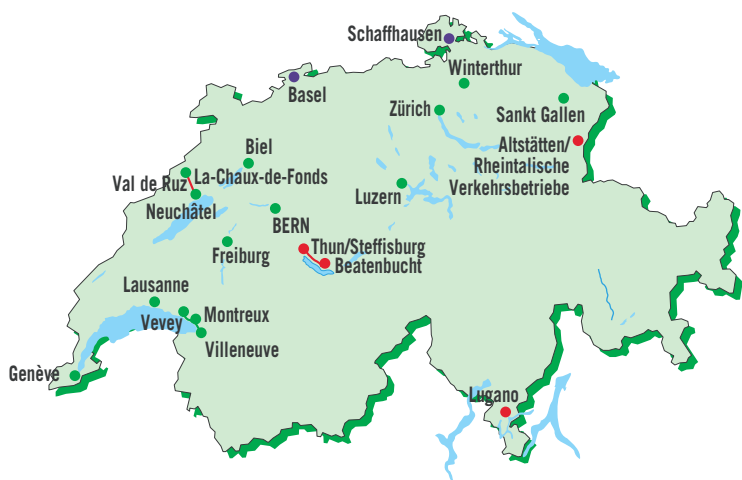 Schaffhausen
Winterthur
Basel
Zürich
Sankt Gallen
Altstätten/
Rheintalische
Verkehrsbetriebe
Biel
La-Chaux-de-Fonds
Val de Ruz
Neuchâtel
Luzern
BERN
Freiburg
Thun/Steffisburg
Beatenbucht
Lausanne
Vevey
Montreux
Villeneuve
Genève
Lugano